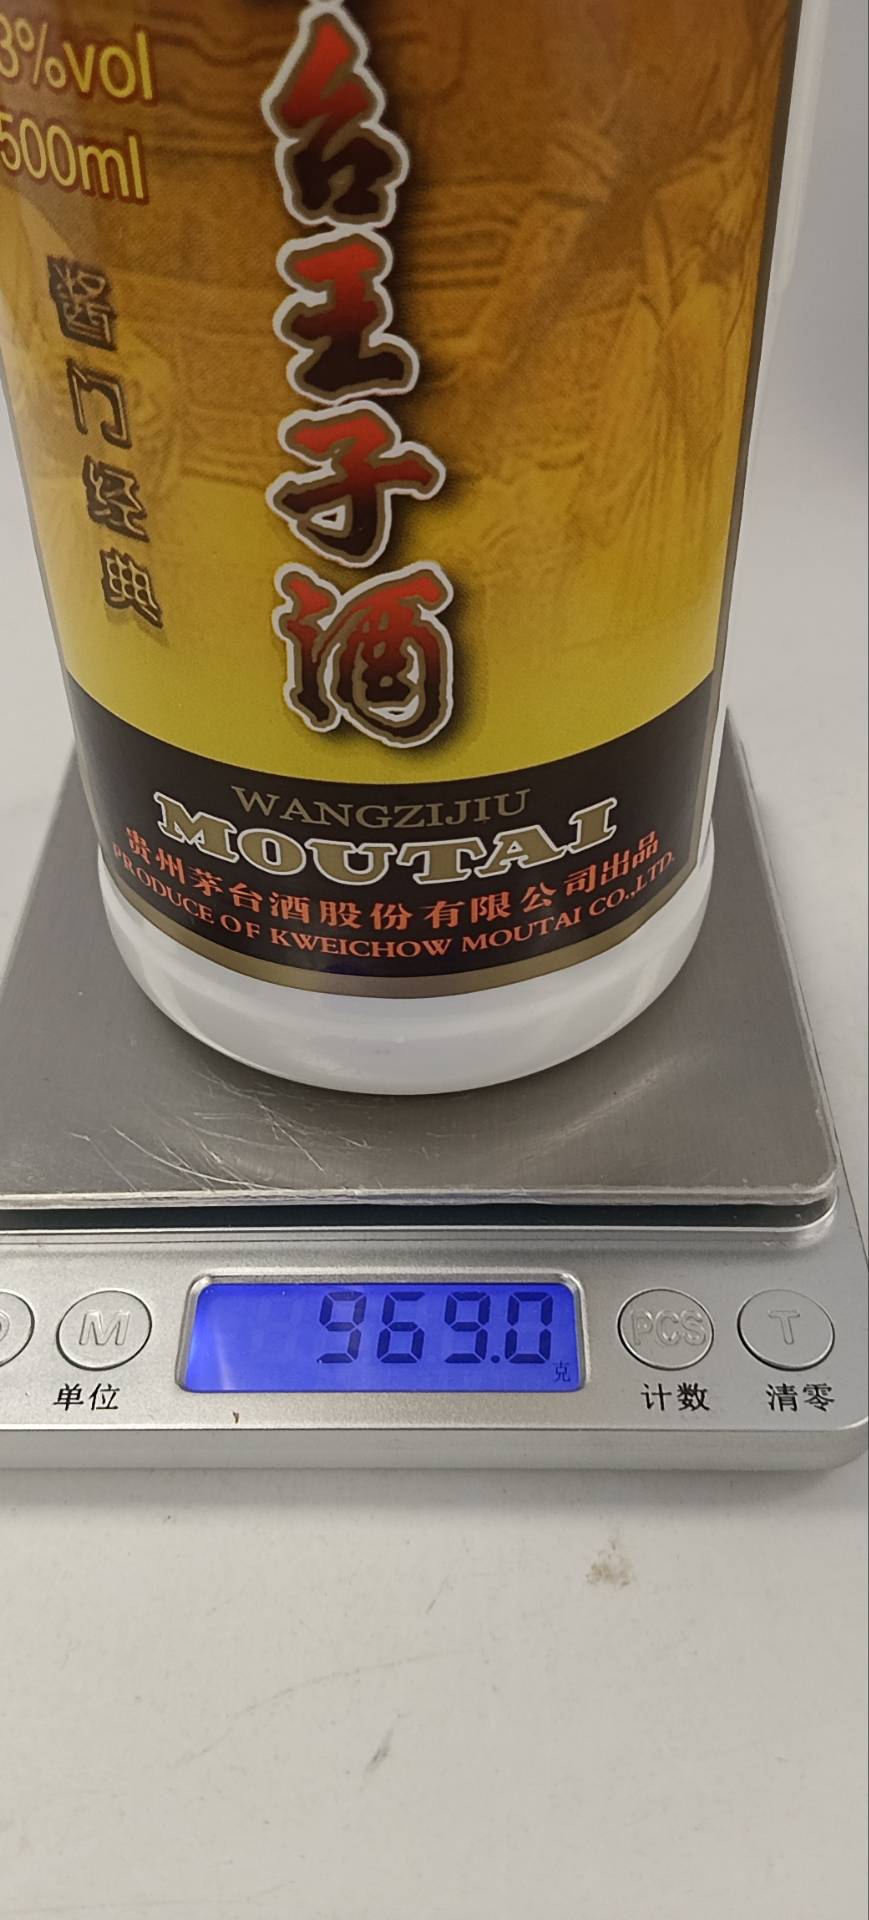 3%vol
500ml
台王子酒
酱门经典
WANGZIJIU
MOUTAI
贵州茅台酒股份有限公司出品
PRODUCE OF KWEICHOW MOUTAI CO.,LTD.
969.0
克
M
PCS
T
单位
计数
清零